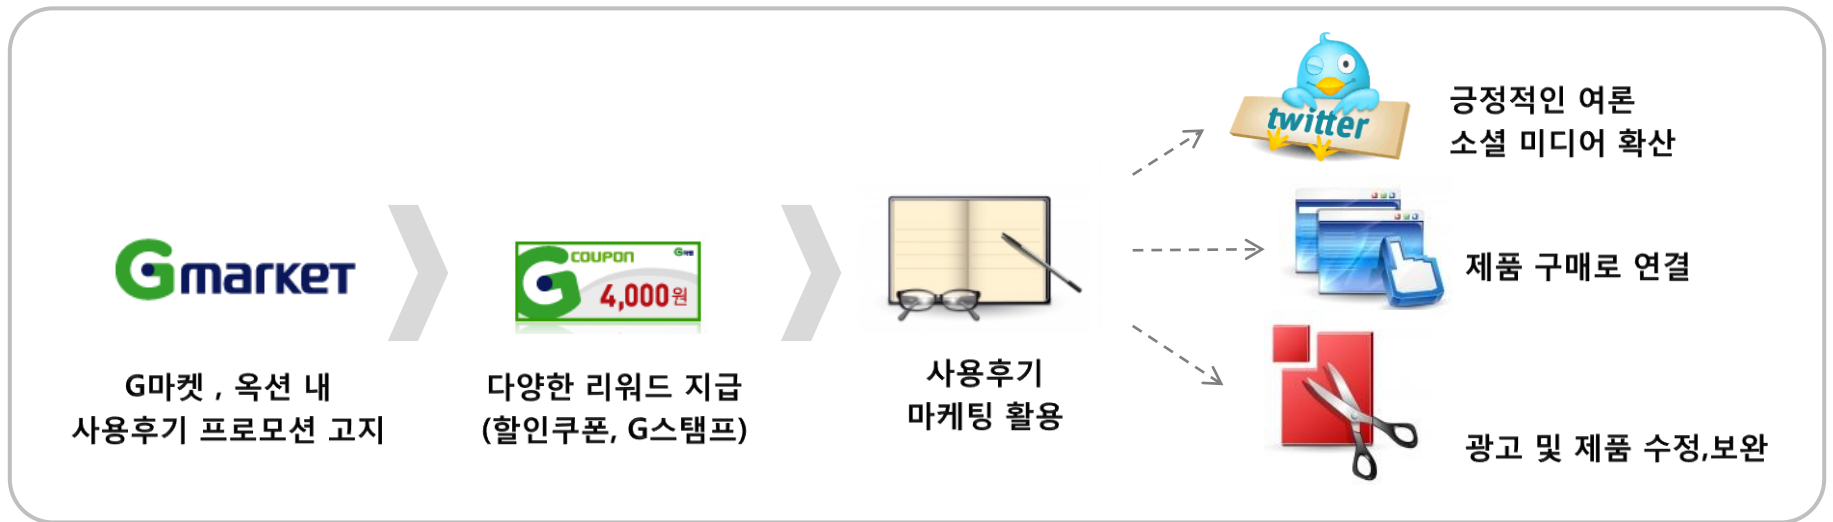 Gmarket
G마켓 , 옥션 내
사용후기 프로모션 고지
COUPON
G마켓
4,000원
다양한 리워드 지급
(할인쿠폰, G스탬프)
사용후기
마케팅 활용
twitter
긍정적인 여론
소셜 미디어 확산
제품 구매로 연결
광고 및 제품 수정,보완